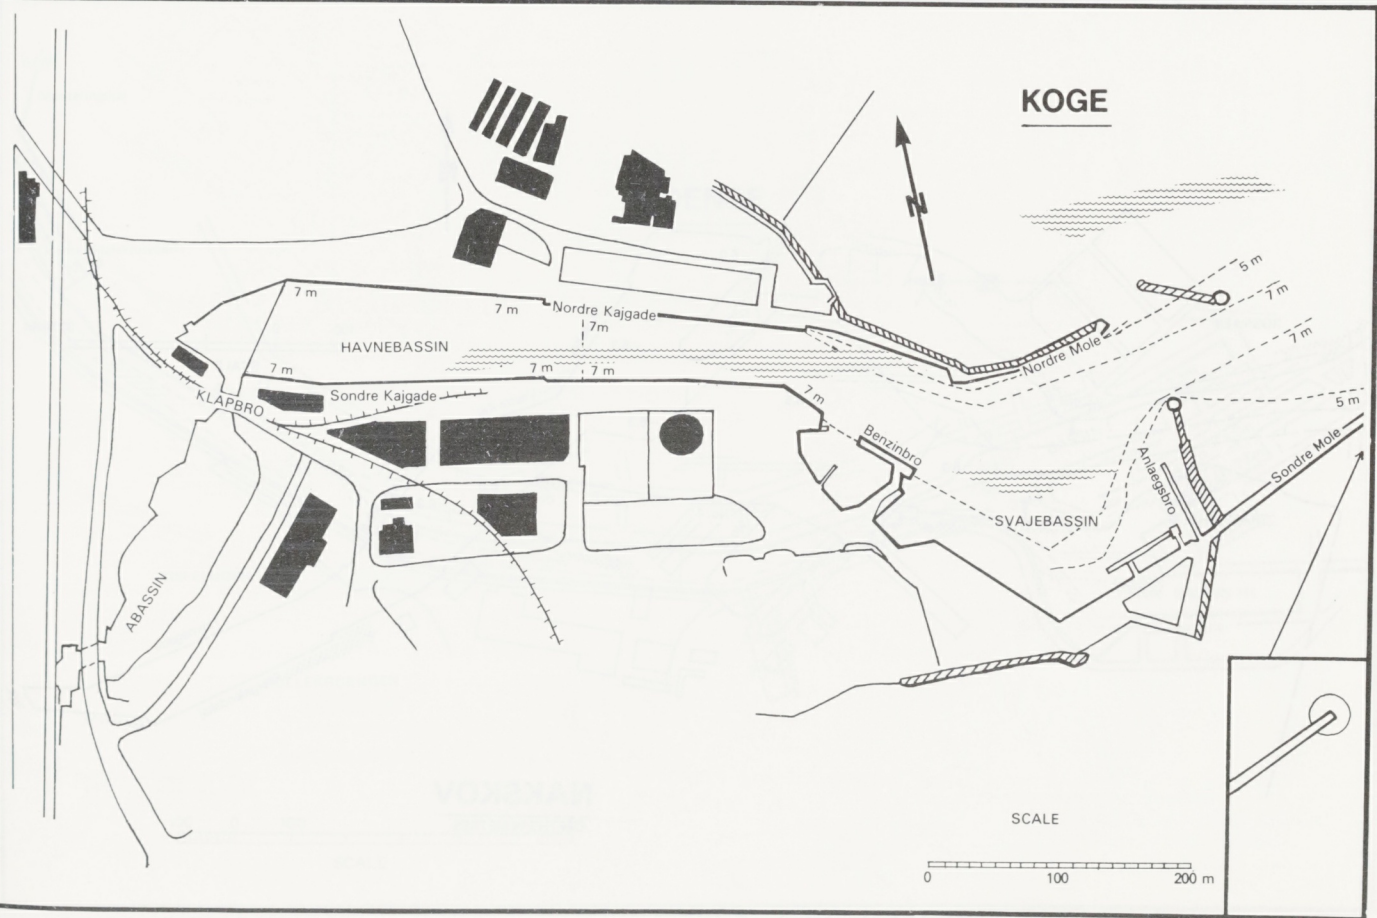 KOGE
N
5 m
7 m
7 m
5 m
7 m
7 m
Nordre Kajgade
7m
HAVNEBASSIN
Nordre Mole
7 m
7 m
7 m
Sondre Kajgade
KLAPBRO
7 m
Benzinbro
Anlaegsbro
Sondre Mole
SVAJEBASSIN
ABASSIN
SCALE
0 100 200 m